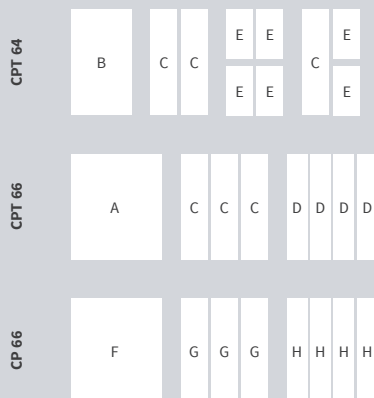 CPT 64
B
C C
E E
E E
C
E
E
CPT 66
A
C C C
D D D D
CP 66
F
G G G
H H H H